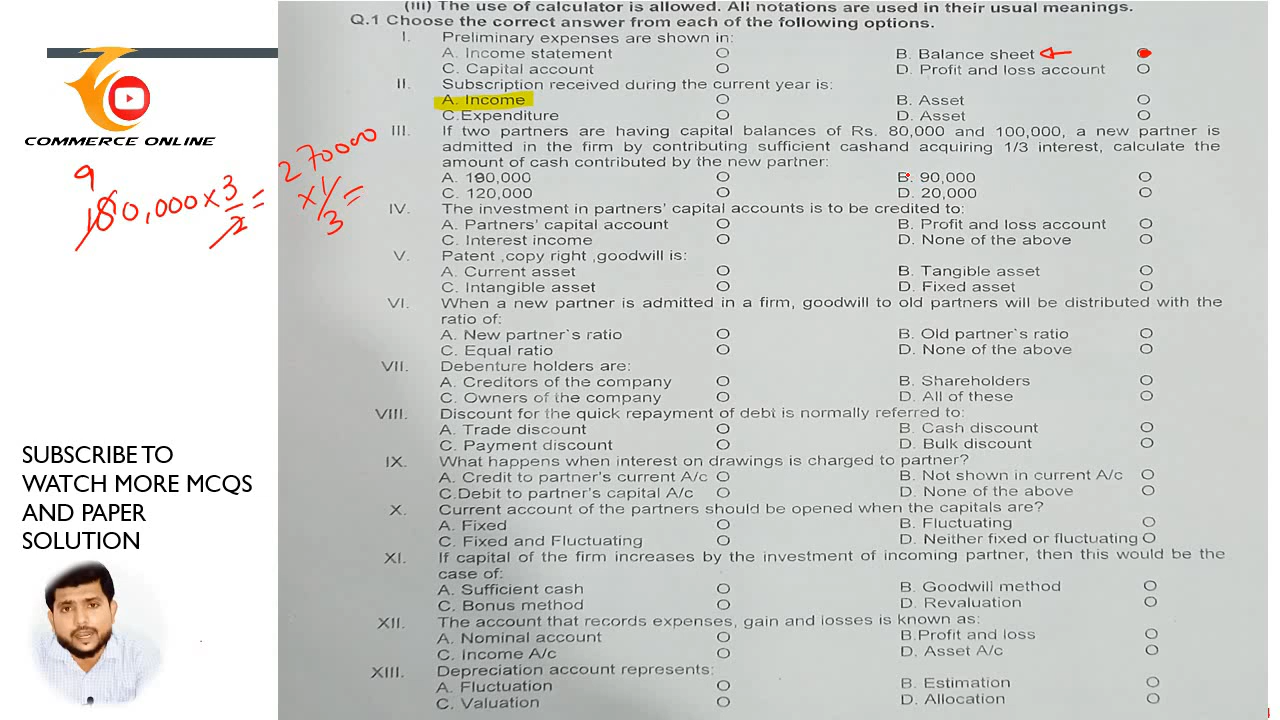 (III) The use of calculator is allowed. All notations are used in their usual meanings.
Q.1 Choose the correct answer from each of the following options.
I. Preliminary expenses are shown in:
A. Income statement O B. Balance sheet
C. Capital account O D. Profit and loss account O
II. Subscription received during the current year is:
A. Income O B. Asset O
C.Expenditure O D. Asset O
III. If two partners are having capital balances of Rs. 80,000 and 100,000, a new partner is
admitted in the firm by contributing sufficient cashand acquiring 1/3 interest, calculate the
amount of cash contributed by the new partner:
A. 190,000 O B. 90,000 O
C. 120,000 O D. 20,000 O
IV. The investment in partners' capital accounts is to be credited to:
A. Partners' capital account O B. Profit and loss account O
C. Interest income O D. None of the above O
V. Patent ,copy right ,goodwill is:
A. Current asset O B. Tangible asset O
C. Intangible asset O D. Fixed asset O
VI. When a new partner is admitted in a firm, goodwill to old partners will be distributed with the
ratio of:
A. New partner`s ratio O B. Old partner`s ratio O
C. Equal ratio O D. None of the above O
VII. Debenture holders are:
A. Creditors of the company O B. Shareholders O
C. Owners of the company O D. All of these O
VIII. Discount for the quick repayment of debt is normally referred to:
A. Trade discount O B. Cash discount O
C. Payment discount O D. Bulk discount O
IX. What happens when interest on drawings is charged to partner?
A. Credit to partner's current A/c O B. Not shown in current A/c O
C.Debit to partner's capital A/c O D. None of the above O
X. Current account of the partners should be opened when the capitals are?
A. Fixed O B. Fluctuating O
C. Fixed and Fluctuating O D. Neither fixed or fluctuating O
XI. If capital of the firm increases by the investment of incoming partner, then this would be the
case of:
A. Sufficient cash O B. Goodwill method O
C. Bonus method O D. Revaluation O
XII. The account that records expenses, gain and losses is known as:
A. Nominal account O B.Profit and loss O
C. Income A/c O D. Asset A/c O
XIII. Depreciation account represents:
A. Fluctuation O B. Estimation O
C. Valuation O D. Allocation O
COMMERCE ONLINE
9
180,000 × 3/2 = 270000
× 1/3 =
SUBSCRIBE TO
WATCH MORE MCQS
AND PAPER
SOLUTION